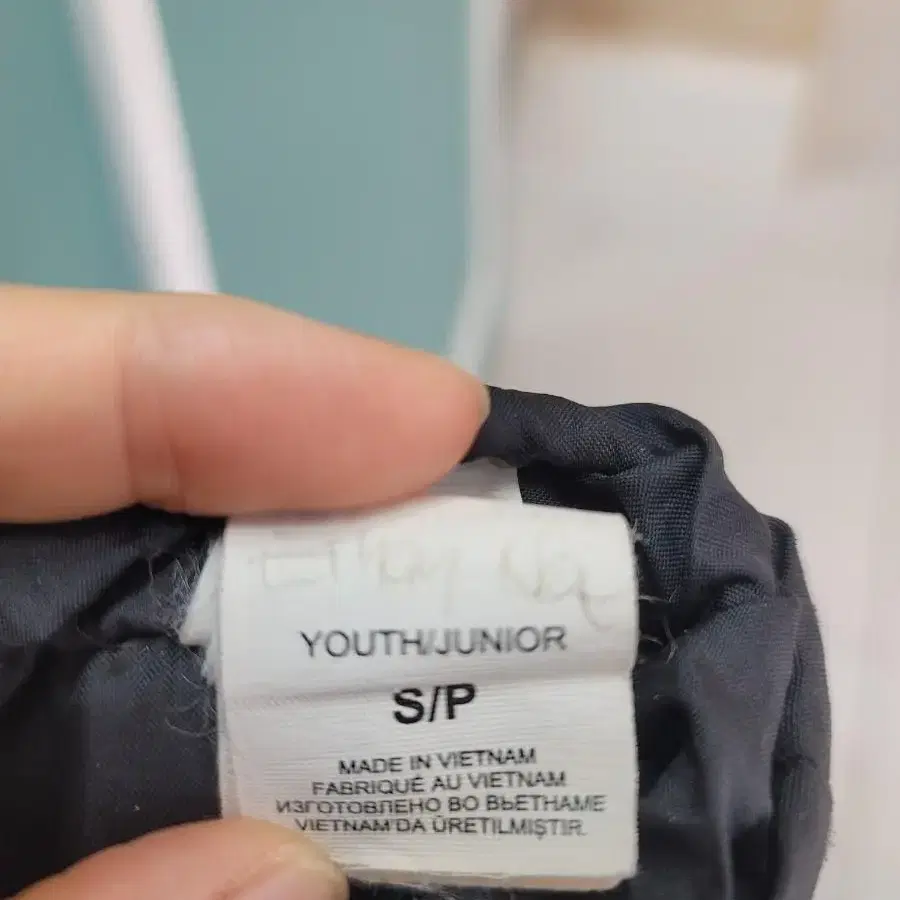 YOUTH/JUNIOR
S/P
MADE IN VIETNAM
FABRIQUÉ AU VIETNAM
ИЗГОТОВЛЕНО ВО ВЬЕТНАМЕ
VIETNAM'DA ÜRETILMIŞTIR.